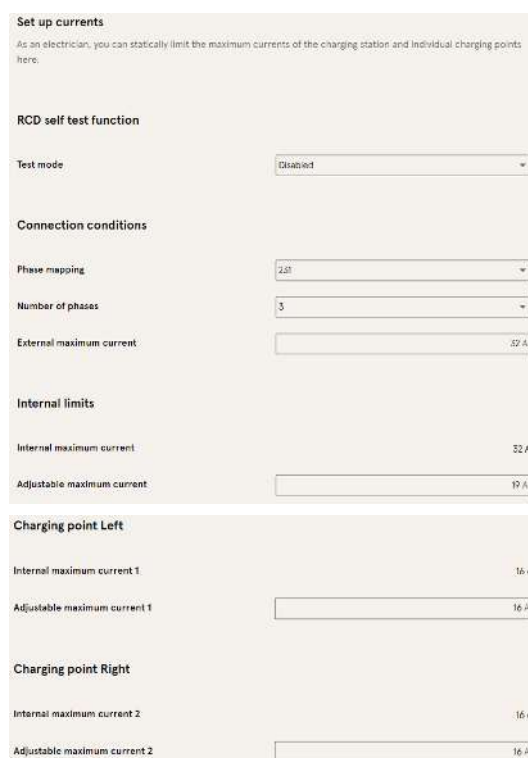 Set up currents
As an electrician, you can statically limit the maximum currents of the charging station and individual charging points
here.
RCD self test function
Test mode
Disabled
Connection conditions
Phase mapping
231
Number of phases
3
External maximum current
32 A
Internal limits
Internal maximum current
32 A
Adjustable maximum current
19 A
Charging point Left
Internal maximum current 1
16
Adjustable maximum current 1
16 A
Charging point Right
Internal maximum current 2
16
Adjustable maximum current 2
16 A